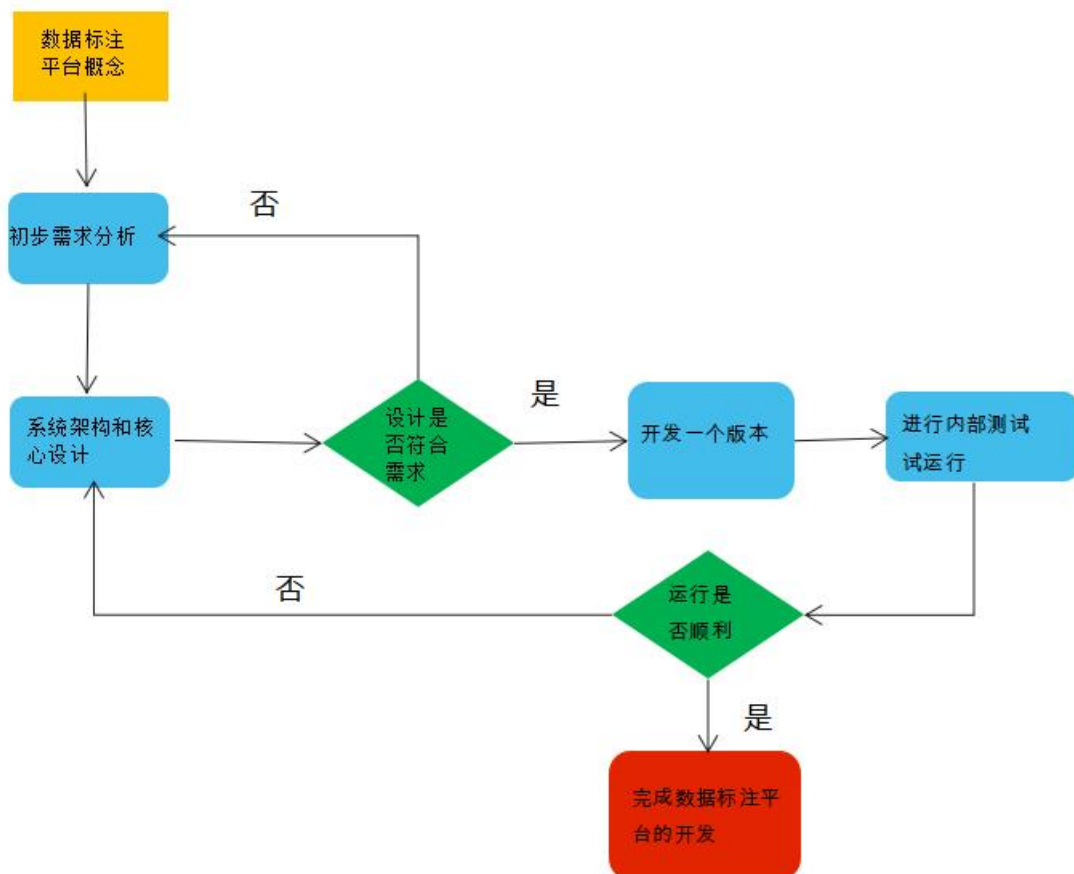 数据标注
平台概念
否
初步需求分析
系统架构和核
心设计
设计是
否符合
需求
是
开发一个版本
进行内部测试
试运行
否
运行是
否顺利
是
完成数据标注平
台的开发